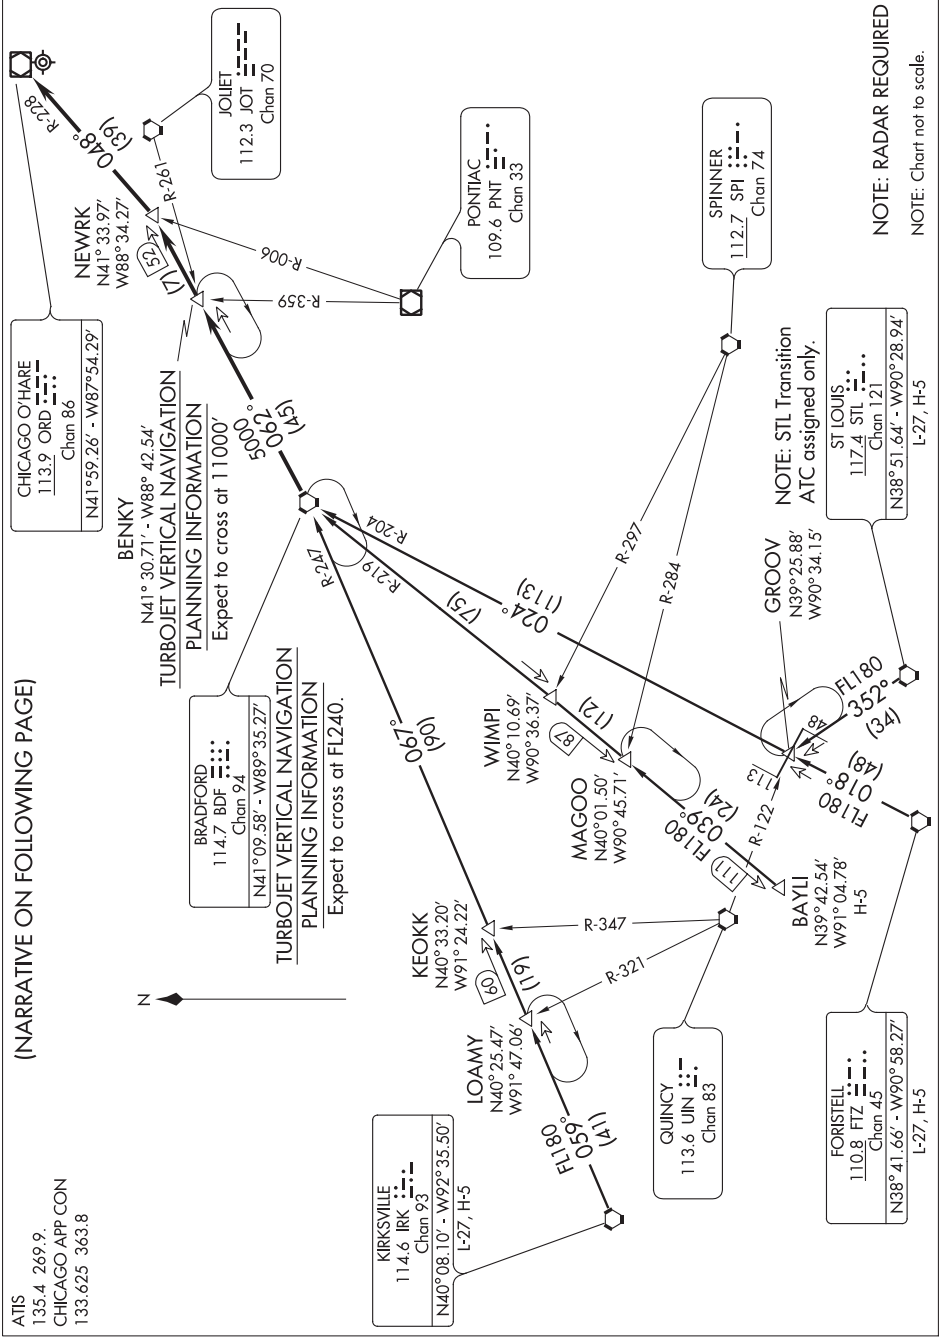 ATIS
135.4 269.9.
CHICAGO APP CON
133.625 363.8
(NARRATIVE ON FOLLOWING PAGE)
CHICAGO O'HARE
113.9 ORD
Chan 86
N41°59.26' - W87°54.29'
R-228
048°
(39)
NEWRK
N41° 33.97'
W88° 34.27'
JOLIET
112.3 JOT
Chan 70
R-261
52
(7)
R-006
R-359
PONTIAC
109.6 PNT
Chan 33
BENKY
N41° 30.71' - W88° 42.54'
TURBOJET VERTICAL NAVIGATION
PLANNING INFORMATION
Expect to cross at 11000'
5000
062°
(45)
BRADFORD
114.7 BDF
Chan 94
N41°09.58' - W89°35.27'
TURBOJET VERTICAL NAVIGATION
PLANNING INFORMATION
Expect to cross at FL240.
R-247
R-219
R-204
067°
(90)
(75)
024°
(113)
SPINNER
112.7 SPI
Chan 74
R-297
R-284
N
KEOKK
N40° 33.20'
W91° 24.22'
60
(19)
LOAMY
N40° 25.47'
W91° 47.06'
FL180
059°
(41)
KIRKSVILLE
114.6 IRK
Chan 93
N40°08.10' - W92°35.50'
L-27, H-5
WIMPI
N40° 10.69'
W90° 36.37'
87
(12)
MAGOO
N40° 01.50'
W90° 45.71'
FL180
039°
(24)
111
BAYLI
N39°42.54'
W91° 04.78'
H-5
R-347
R-321
R-122
QUINCY
113.6 UIN
Chan 83
GROOV
N39°25.88'
W90° 34.15'
113
48
FL180
018°
(48)
FL180
352°
(34)
FORISTELL
110.8 FTZ
Chan 45
N38° 41.66' - W90°58.27'
L-27, H-5
NOTE: STL Transition
ATC assigned only.
ST LOUIS
117.4 STL
Chan 121
N38° 51.64' - W90°28.94'
L-27, H-5
NOTE: RADAR REQUIRED
NOTE: Chart not to scale.